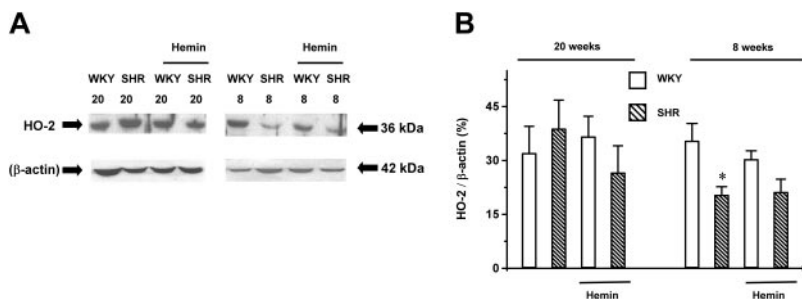 A
Hemin
Hemin
WKY SHR WKY SHR WKY SHR WKY SHR
20 20 20 20 8 8 8 8
HO-2
36 kDa
(β-actin)
42 kDa
B
20 weeks
8 weeks
WKY
SHR
HO-2 / β-actin (%)
45
30
15
0
*
Hemin
Hemin